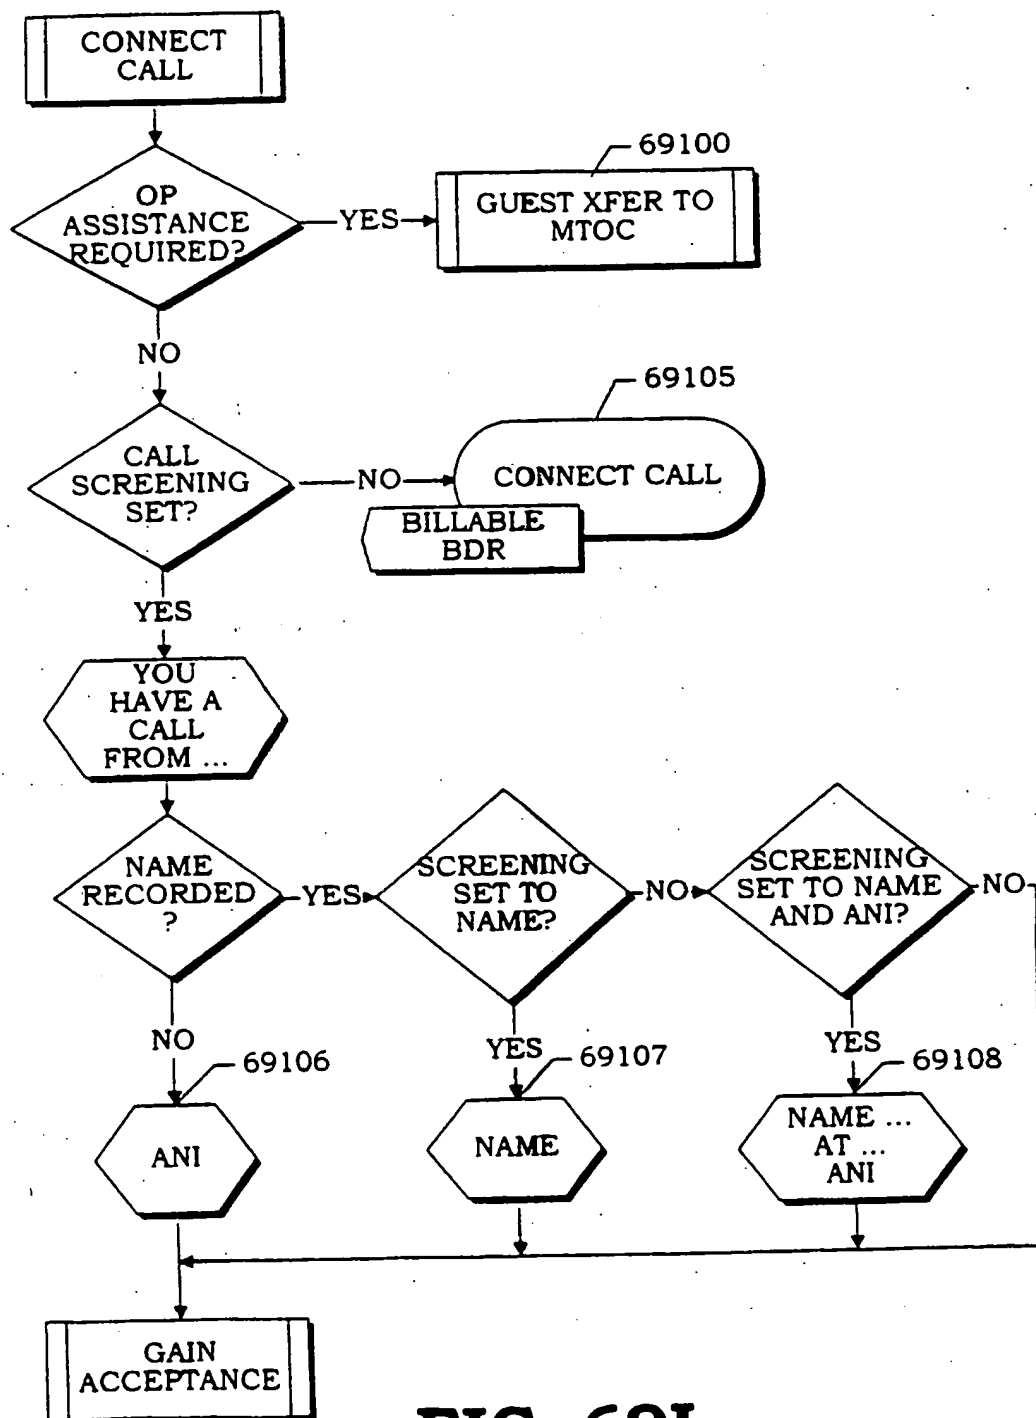 CONNECT
CALL
69100
OP
ASSISTANCE
REQUIRED?
YES
GUEST XFER TO
MTOC
NO
69105
CALL
SCREENING
SET?
NO
CONNECT CALL
BILLABLE
BDR
YES
YOU
HAVE A
CALL
FROM ...
NAME
RECORDED
?
YES
SCREENING
SET TO
NAME?
NO
SCREENING
SET TO NAME
AND ANI?
NO
NO
69106
YES
69107
YES
69108
ANI
NAME
NAME ...
AT ...
ANI
GAIN
ACCEPTANCE